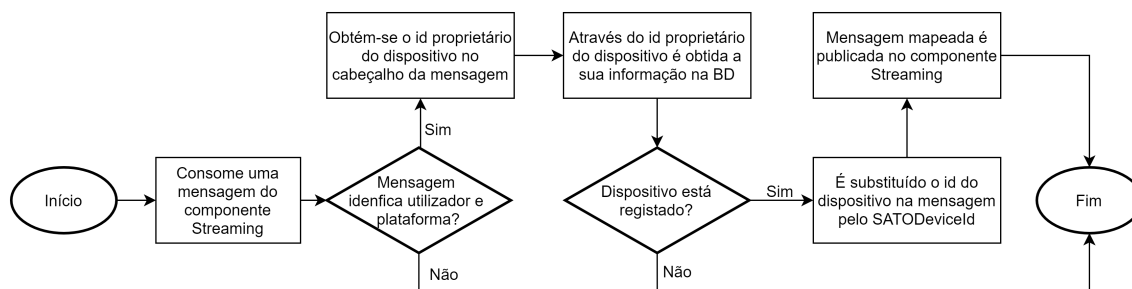 Início
Consome uma
mensagem do
componente
Streaming
Mensagem
idenfica utilizador e
plataforma?
Sim
Não
Obtém-se o id proprietário
do dispositivo no
cabeçalho da mensagem
Através do id proprietário
do dispositivo é obtida a
sua informação na BD
Dispositivo está
registado?
Sim
Não
É substituído o id do
dispositivo na mensagem
pelo SATODeviceId
Mensagem mapeada é
publicada no componente
Streaming
Fim